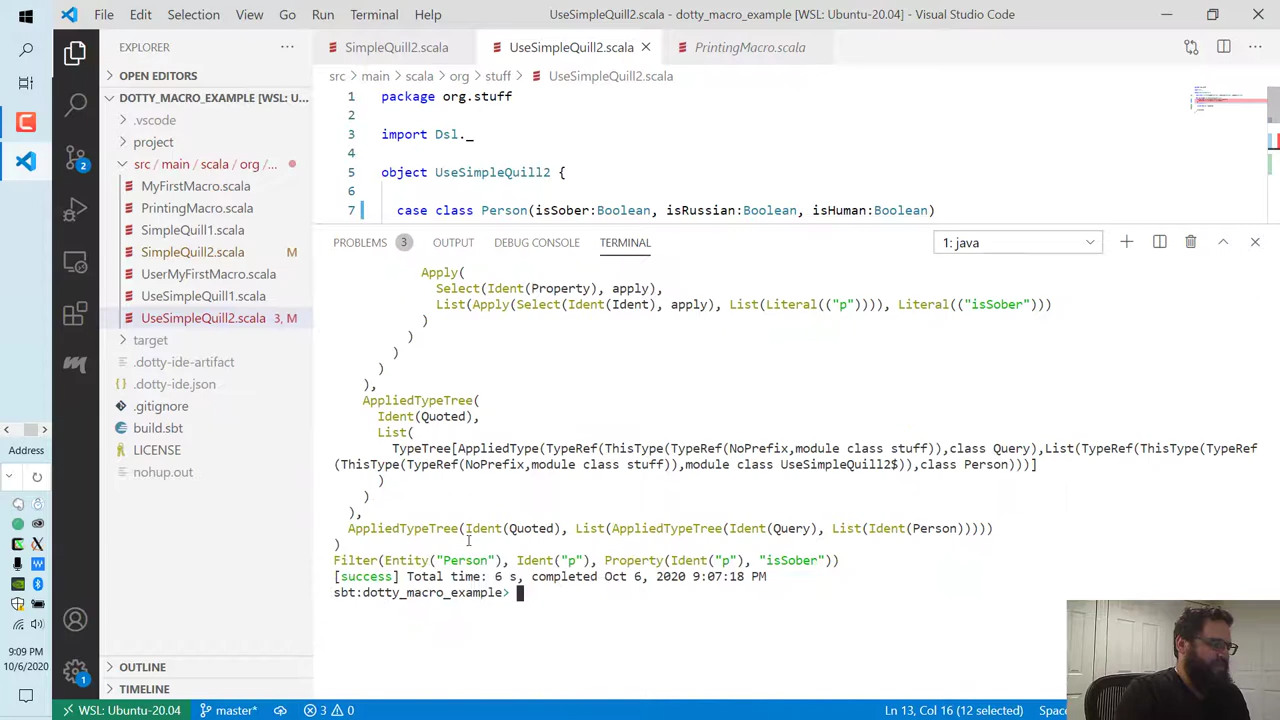 File Edit Selection View Go Run Terminal Help
UseSimpleQuill2.scala - dotty_macro_example [WSL: Ubuntu-20.04] - Visual Studio Code
EXPLORER
SimpleQuill2.scala
UseSimpleQuill2.scala
PrintingMacro.scala
OPEN EDITORS
src > main > scala > org > stuff > UseSimpleQuill2.scala
DOTTY_MACRO_EXAMPLE [WSL: U...
.vscode
project
src / main / scala / org / ...
MyFirstMacro.scala
PrintingMacro.scala
SimpleQuill1.scala
SimpleQuill2.scala M
UserMyFirstMacro.scala
UseSimpleQuill1.scala
UseSimpleQuill2.scala 3, M
target
.dotty-ide-artifact
.dotty-ide.json
.gitignore
build.sbt
LICENSE
nohup.out
OUTLINE
TIMELINE
1 package org.stuff
2
3 import Dsl._
4
5 object UseSimpleQuill2 {
6
7 case class Person(isSober:Boolean, isRussian:Boolean, isHuman:Boolean)
PROBLEMS 3 OUTPUT DEBUG CONSOLE TERMINAL
1: java
Apply(
Select(Ident(Property), apply),
List(Apply(Select(Ident(Ident), apply), List(Literal(("p")))), Literal(("isSober")))
)
)
)
)
),
AppliedTypeTree(
Ident(Quoted),
List(
TypeTree[AppliedType(TypeRef(ThisType(TypeRef(NoPrefix,module class stuff)),class Query),List(TypeRef(ThisType(TypeRef
(ThisType(TypeRef(NoPrefix,module class stuff)),module class UseSimpleQuill2$)),class Person)))]
)
)
),
AppliedTypeTree(Ident(Quoted), List(AppliedTypeTree(Ident(Query), List(Ident(Person)))))
)
Filter(Entity("Person"), Ident("p"), Property(Ident("p"), "isSober"))
[success] Total time: 6 s, completed Oct 6, 2020 9:07:18 PM
sbt:dotty_macro_example>
Address
9:09 PM
10/6/2020
2
1
WSL: Ubuntu-20.04
master*
3 0
Ln 13, Col 16 (12 selected)